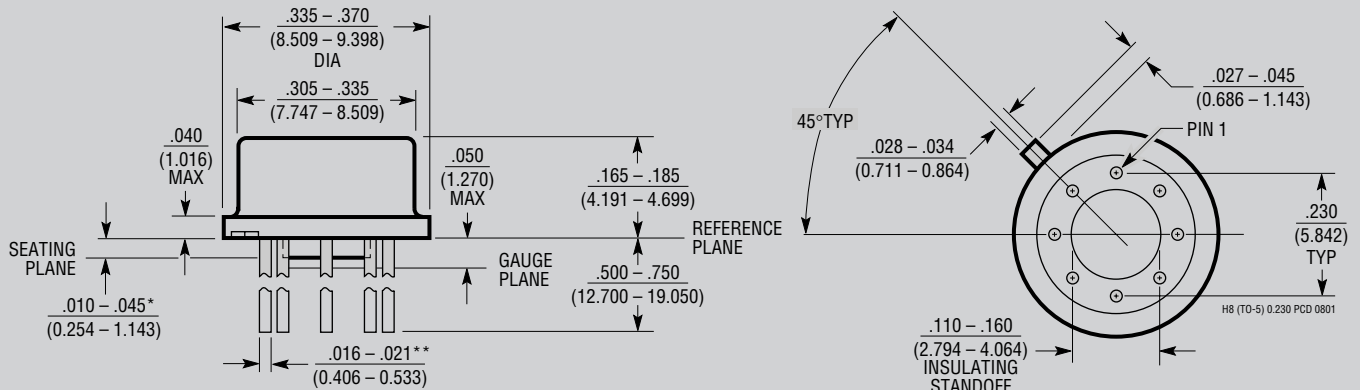 .335 – .370
(8.509 – 9.398)
DIA
.305 – .335
(7.747 – 8.509)
.040
(1.016)
MAX
.050
(1.270)
MAX
.165 – .185
(4.191 – 4.699)
SEATING
PLANE
GAUGE
PLANE
REFERENCE
PLANE
.010 – .045*
(0.254 – 1.143)
.500 – .750
(12.700 – 19.050)
.016 – .021**
(0.406 – 0.533)
45°TYP
.028 – .034
(0.711 – 0.864)
.027 – .045
(0.686 – 1.143)
PIN 1
.230
(5.842)
TYP
H8 (TO-5) 0.230 PCD 0801
.110 – .160
(2.794 – 4.064)
INSULATING
STANDOFF